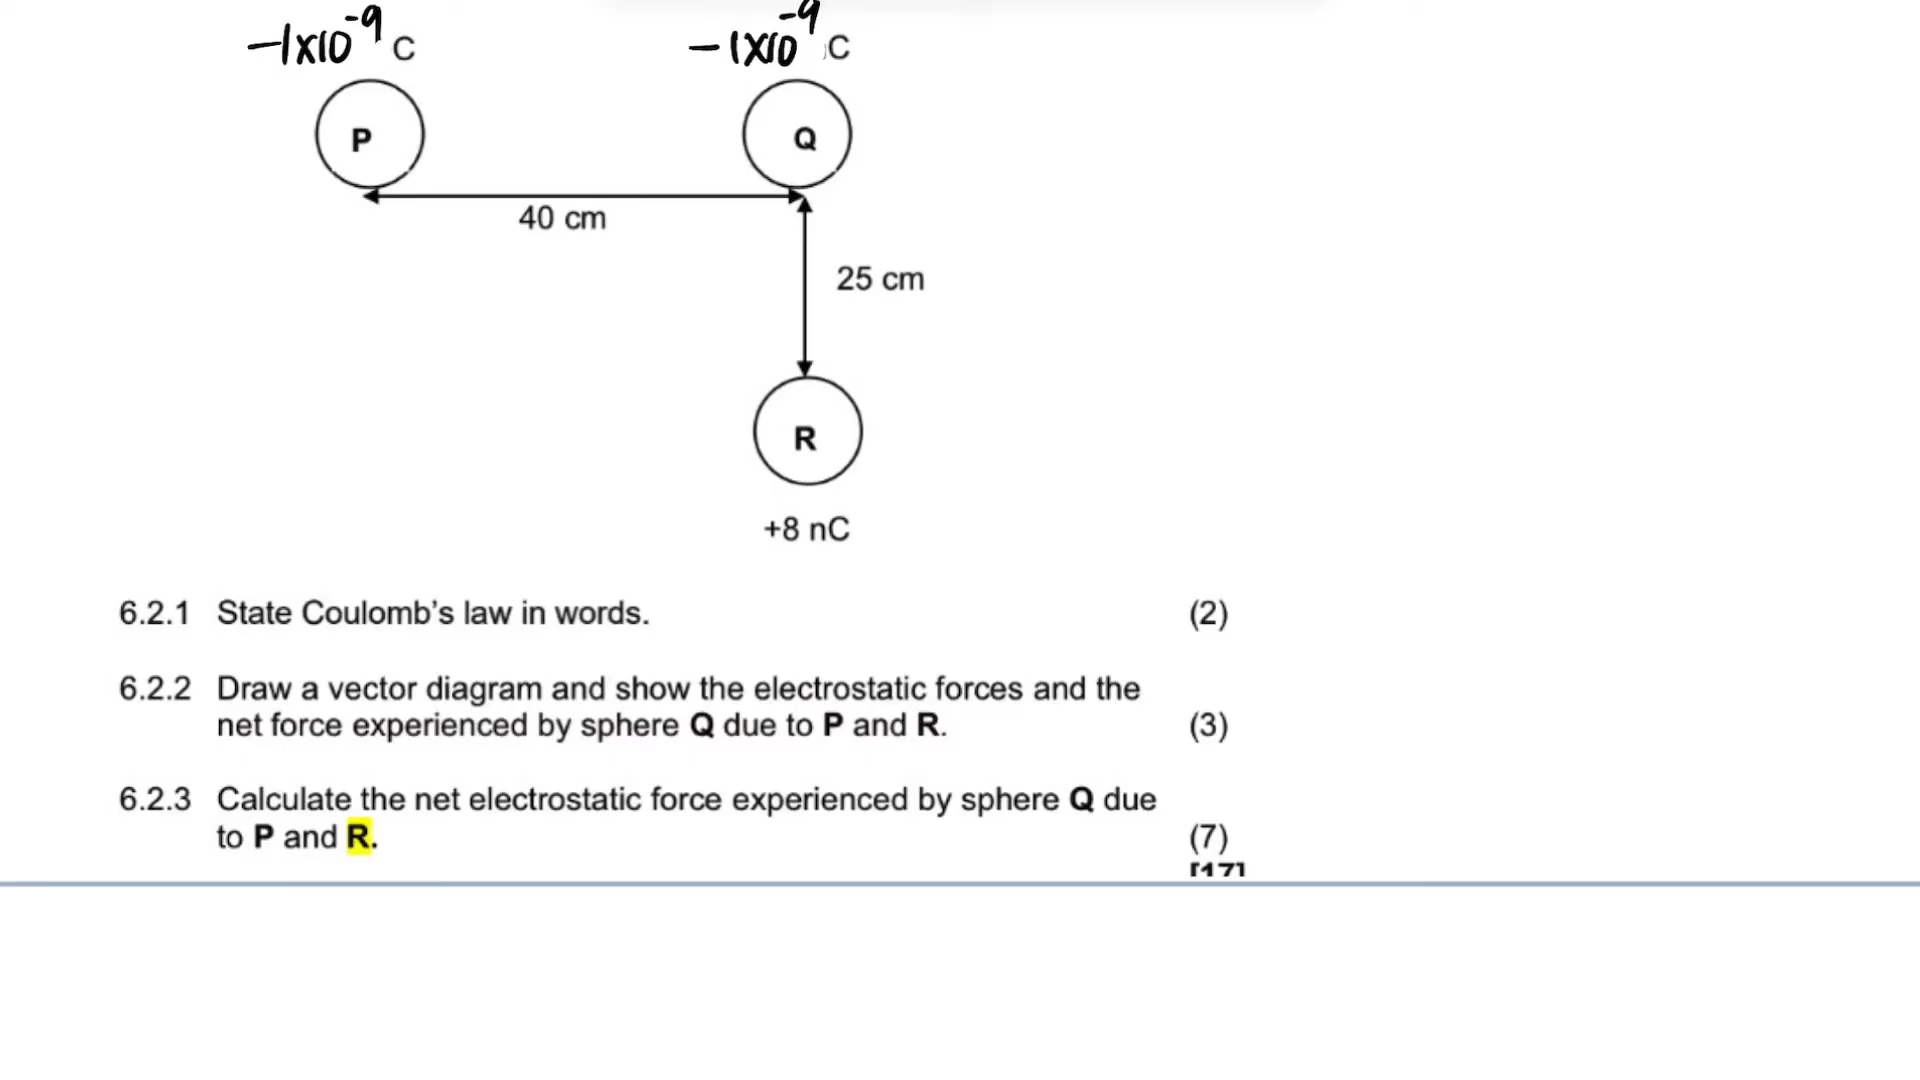 -1x10⁻⁹ C
-1x10⁻⁹ C
P
Q
40 cm
25 cm
R
+8 nC
6.2.1 State Coulomb's law in words. (2)
6.2.2 Draw a vector diagram and show the electrostatic forces and the
net force experienced by sphere Q due to P and R. (3)
6.2.3 Calculate the net electrostatic force experienced by sphere Q due
to P and R. (7)
[17]